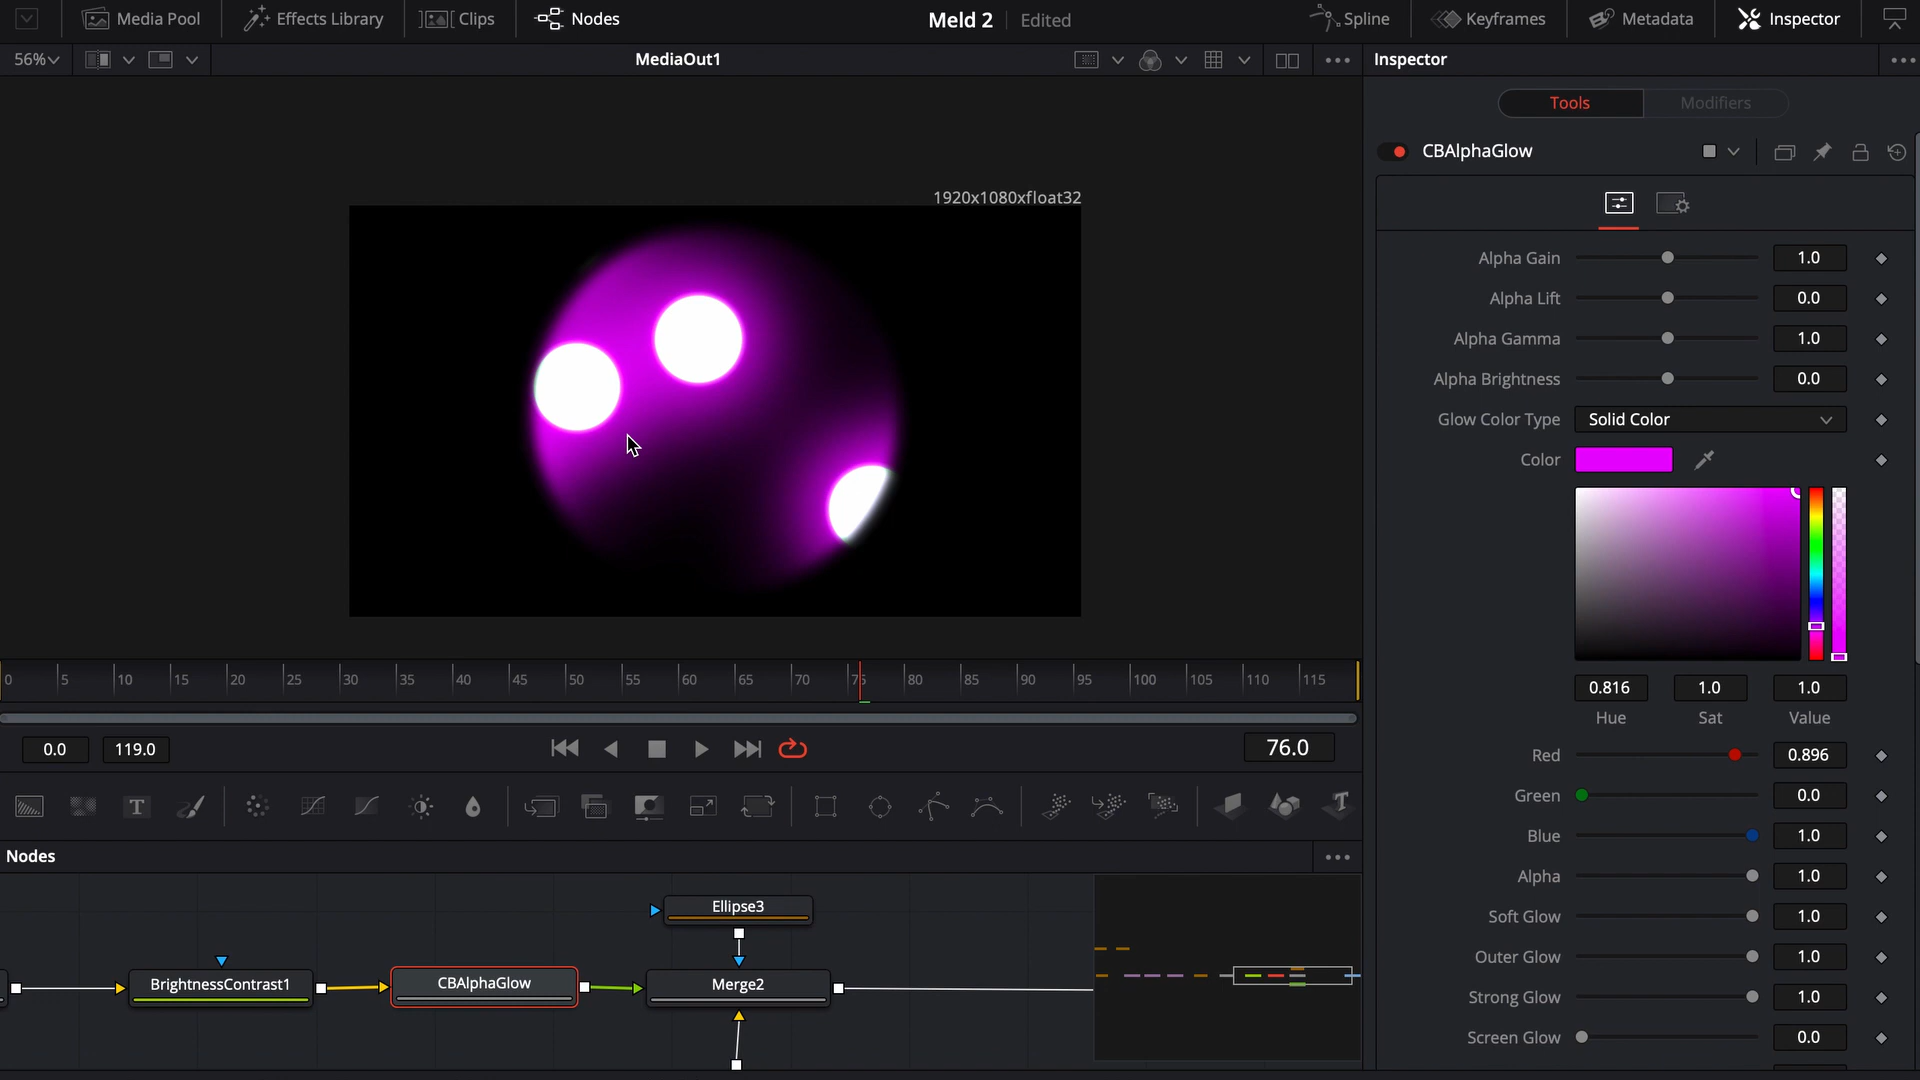 Media Pool Effects Library Clips Nodes Meld 2 Edited Spline Keyframes Metadata Inspector
56% MediaOut1 Inspector
Tools Modifiers
CBAlphaGlow
1920x1080xfloat32
Alpha Gain 1.0
Alpha Lift 0.0
Alpha Gamma 1.0
Alpha Brightness 0.0
Glow Color Type Solid Color
Color
0.816 1.0 1.0
Hue Sat Value
Red 0.896
Green 0.0
Blue 1.0
Alpha 1.0
Soft Glow 1.0
Outer Glow 1.0
Strong Glow 1.0
Screen Glow 0.0
0 5 10 15 20 25 30 35 40 45 50 55 60 65 70 75 80 85 90 95 100 105 110 115
0.0 119.0 76.0
Nodes
Ellipse3
BrightnessContrast1 CBAlphaGlow Merge2